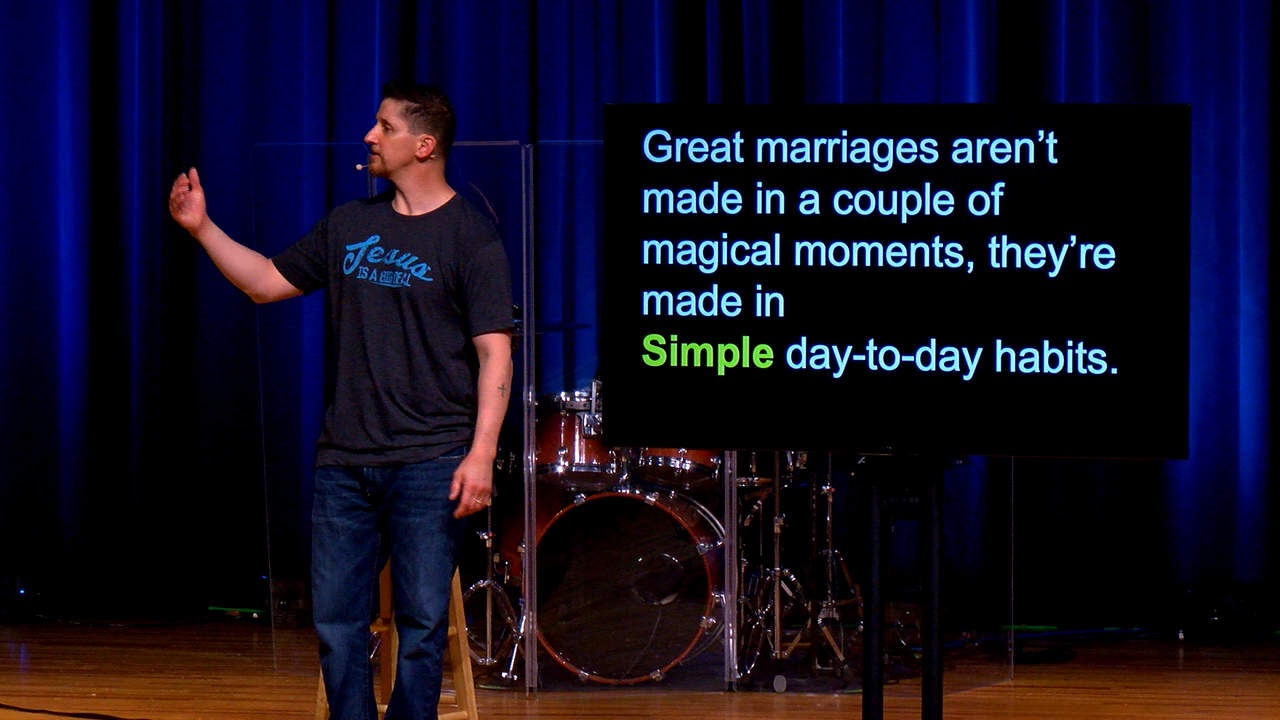 Jesus
IS A BIG DEAL
Great marriages aren’t
made in a couple of
magical moments, they’re
made in
Simple day-to-day habits.